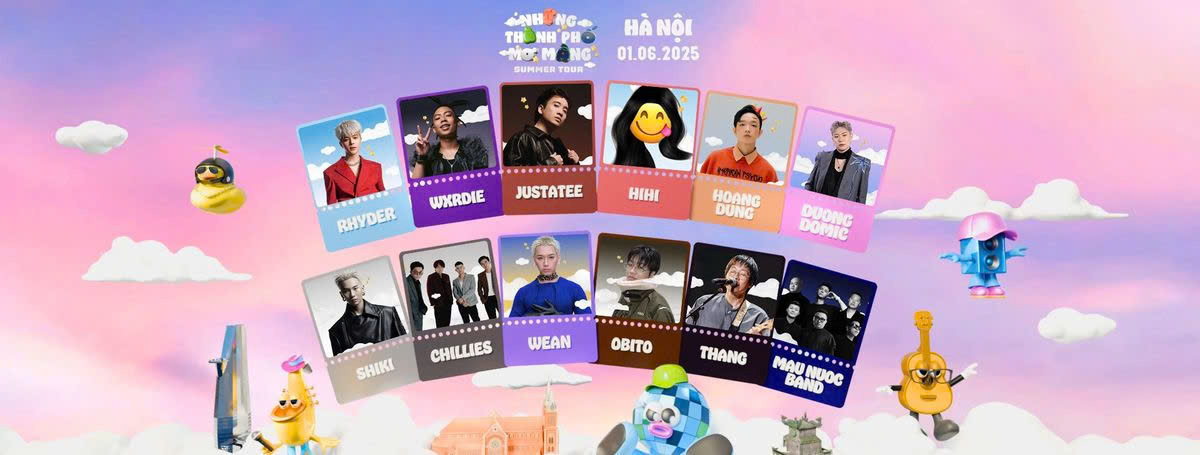 NHỮNG
THÀNH PHỐ
MƠ MÀNG
SUMMER TOUR
HÀ NỘI
01.06.2025
RHYDER
WXRDIE
JUSTATEE
HIHI
HOANG
DUNG
DUONG
DOMIC
SHIKI
CHILLIES
WEAN
OBITO
THANG
MAU NUOC
BAND